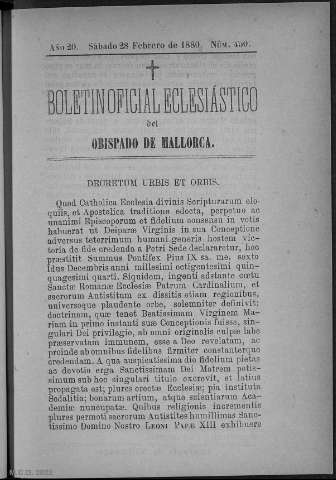 AÑO 20. Sábado 28 Febrero de 1880. NÚM. 450.
BOLETIN OFICIAL ECLESIÁSTICO
del
OBISPADO DE MALLORCA.
DECRETUM URBIS ET ORBIS.
Quod Catholica Ecclesia divinis Scripturarum elo-
quiis, et Apostolica traditione edocta, perpetuo ac
unanimi Episcoporum et fidelium consensu in votis
habuerat ut Deiparæ Virginis in sua Conceptione
adversus teterrimum humani generis hostem vic-
toria de fide credenda a Petri Sede declararetur, hoc
præstitit Summus Pontifex Pius IX sa. me. sexto
Idus Decembris anni millesimi octigentesimi quin-
quagesimi quarti. Siquidem, ingenti adstante cœtu
Sanctæ Romanæ Ecclesiæ Patrum Cardinalium, et
sacrorum Antistitum ex dissitis etiam regionibus,
universoque plaudente orbe, solemniter definivit;
doctrinam, quæ tenet Beatissimam Virginem Ma-
riam in primo instanti suæ Conceptionis fuisse, sin-
gulari Dei privilegio, ab omni originalis culpæ labe
præservatam immunem, esse a Deo revelatam, ac
proinde ab omnibus fidelibus firmiter constanterque
credendam. A qua auspicatissima die fidelium pietas
ac devotio erga Sanctissimam Dei Matrem potis-
simum sub hoc singulari titulo excrevit, et latius
propagata est; plures erectæ Ecclesiæ; pia instituta
Sodalitia; bonarum artium, atque scientiarum Aca-
demiæ nuncupatæ. Quibus religionis incrementis
plures permoti sacrorum Antistites humillimas Sanc-
tissimo Domino Nostro LEONI PAPÆ XIII exhibuere